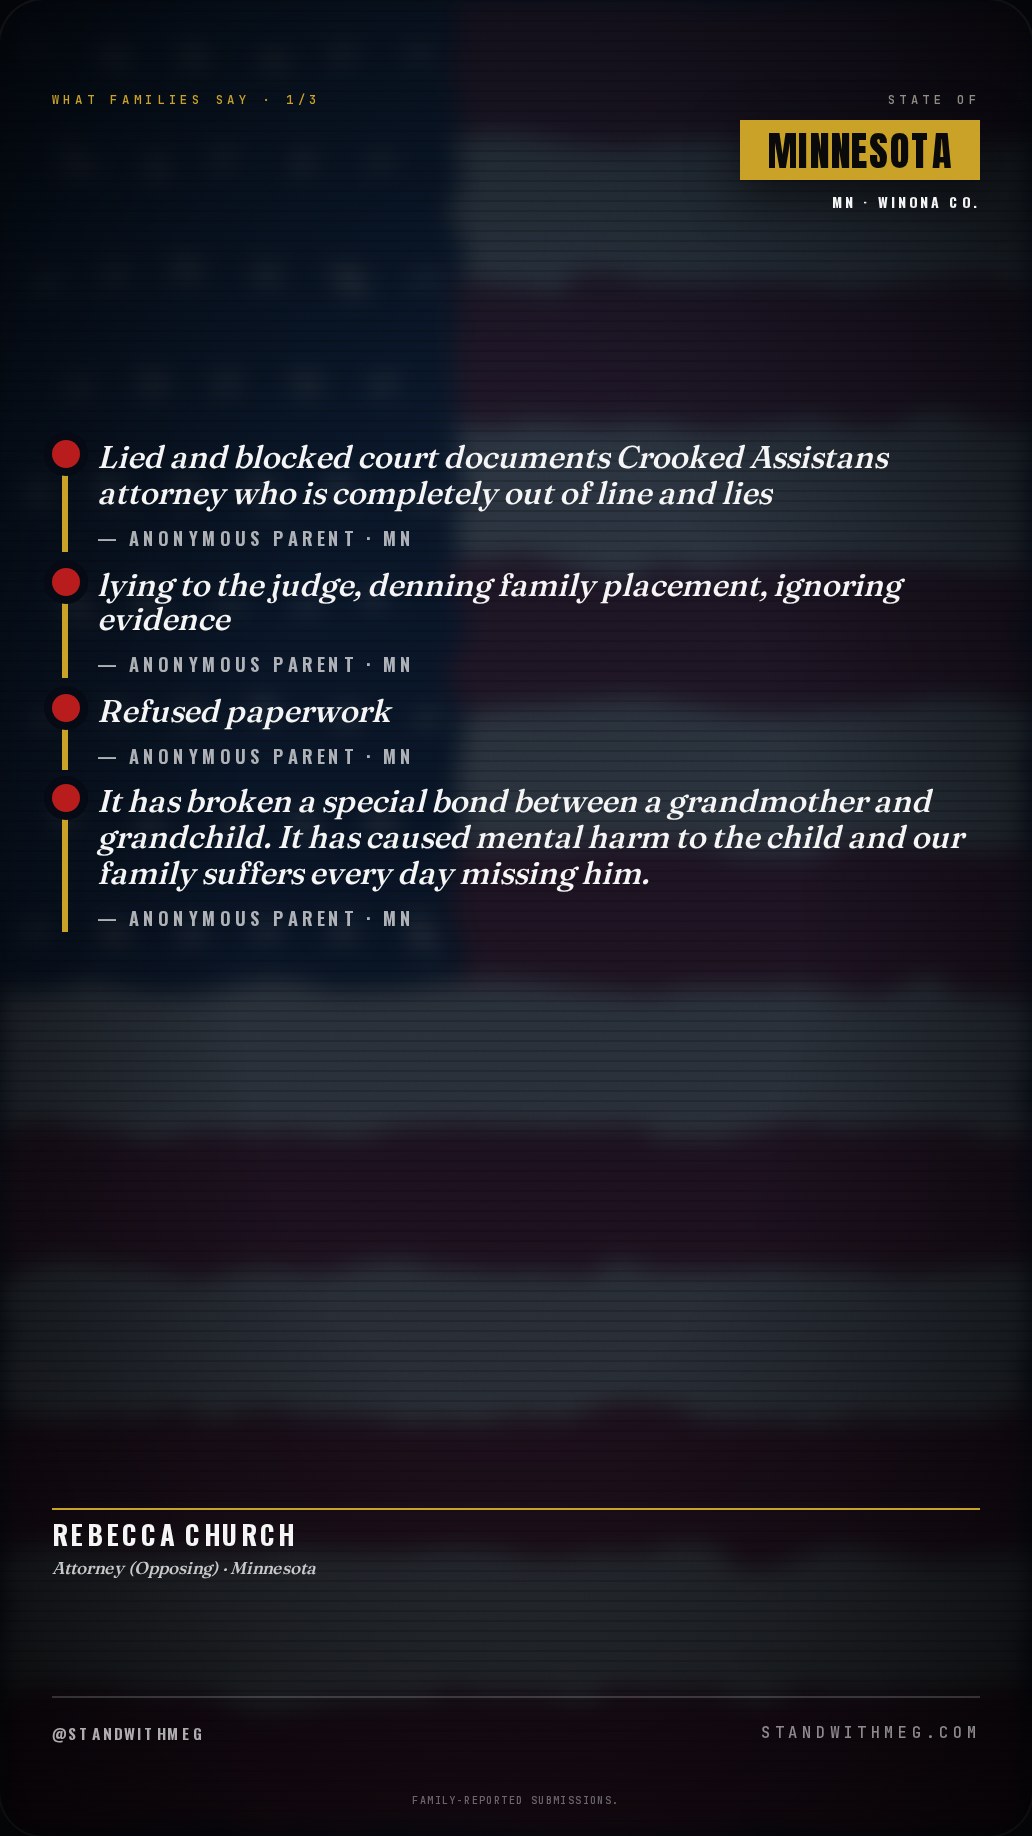 WHAT FAMILIES SAY · 1/3
STATE OF
MINNESOTA
MN · WINONA CO.
Lied and blocked court documents Crooked Assistans
attorney who is completely out of line and lies
— ANONYMOUS PARENT · MN
lying to the judge, denning family placement, ignoring
evidence
— ANONYMOUS PARENT · MN
Refused paperwork
— ANONYMOUS PARENT · MN
It has broken a special bond between a grandmother and
grandchild. It has caused mental harm to the child and our
family suffers every day missing him.
— ANONYMOUS PARENT · MN
REBECCA CHURCH
Attorney (Opposing) · Minnesota
@STANDWITHMEG
STANDWITHMEG.COM
FAMILY-REPORTED SUBMISSIONS.